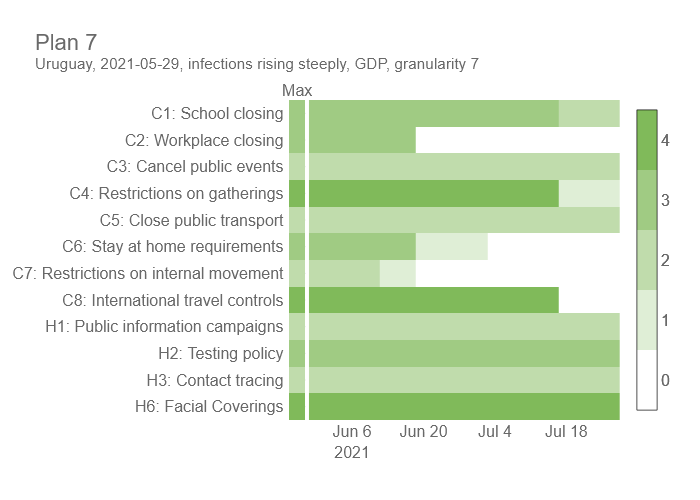 Plan 7
Uruguay, 2021-05-29, infections rising steeply, GDP, granularity 7
Max
C1: School closing
C2: Workplace closing
C3: Cancel public events
C4: Restrictions on gatherings
C5: Close public transport
C6: Stay at home requirements
C7: Restrictions on internal movement
C8: International travel controls
H1: Public information campaigns
H2: Testing policy
H3: Contact tracing
H6: Facial Coverings
Jun 6 Jun 20 Jul 4 Jul 18
2021
4
3
2
1
0